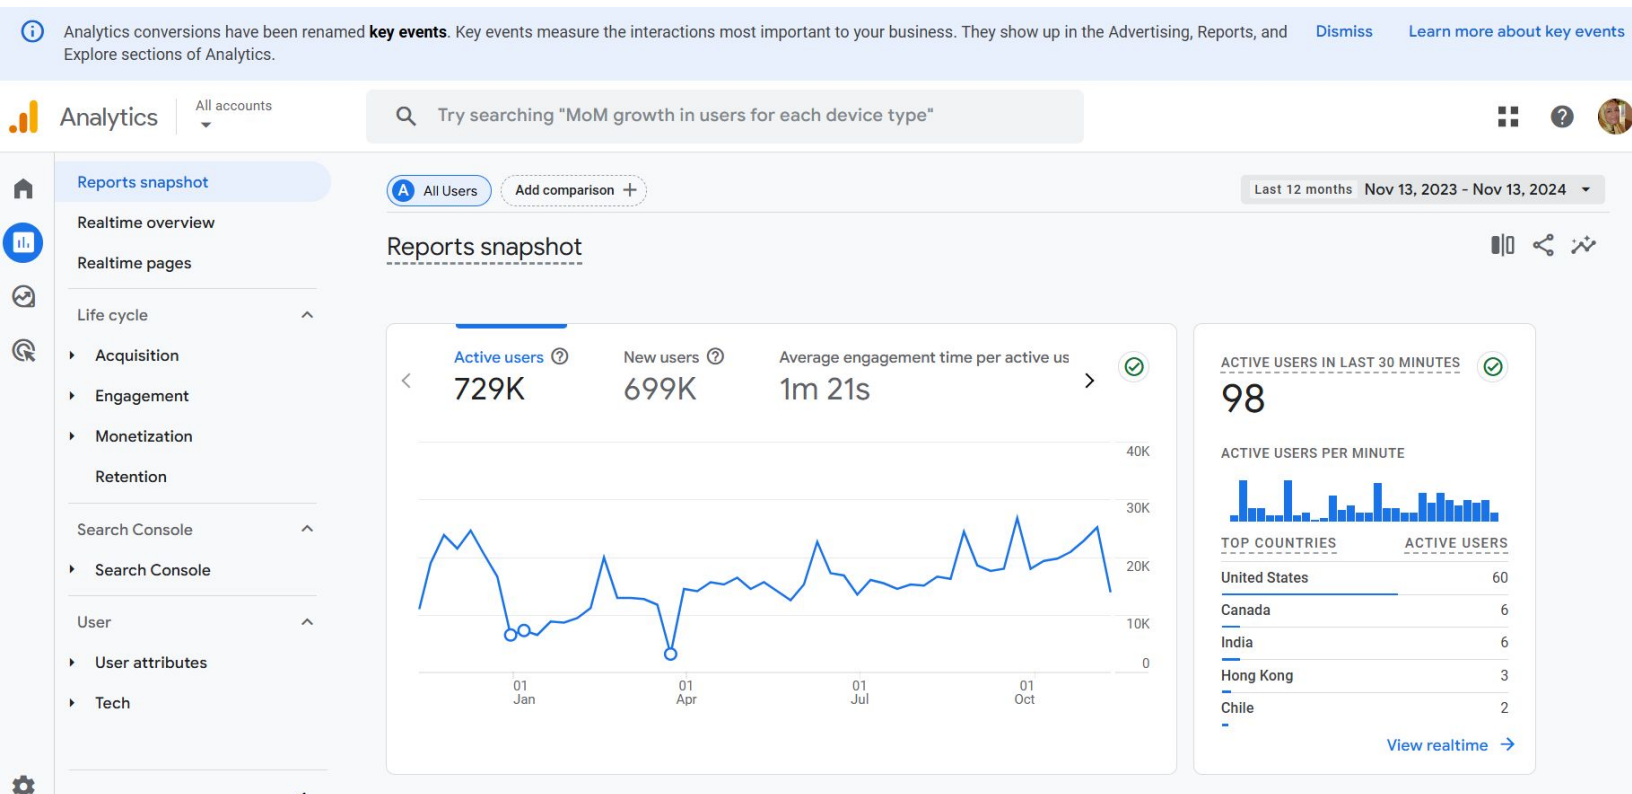 Analytics conversions have been renamed key events. Key events measure the interactions most important to your business. They show up in the Advertising, Reports, and
Explore sections of Analytics.
Dismiss
Learn more about key events
Analytics
All accounts
Try searching "MoM growth in users for each device type"
Reports snapshot
Realtime overview
Realtime pages
Life cycle
Acquisition
Engagement
Monetization
Retention
Search Console
Search Console
User
User attributes
Tech
A All Users
Add comparison +
Last 12 months Nov 13, 2023 - Nov 13, 2024
Reports snapshot
Active users
729K
New users
699K
Average engagement time per active us
1m 21s
40K
30K
20K
10K
0
01
Jan
01
Apr
01
Jul
01
Oct
ACTIVE USERS IN LAST 30 MINUTES
98
ACTIVE USERS PER MINUTE
TOP COUNTRIES ACTIVE USERS
United States 60
Canada 6
India 6
Hong Kong 3
Chile 2
View realtime